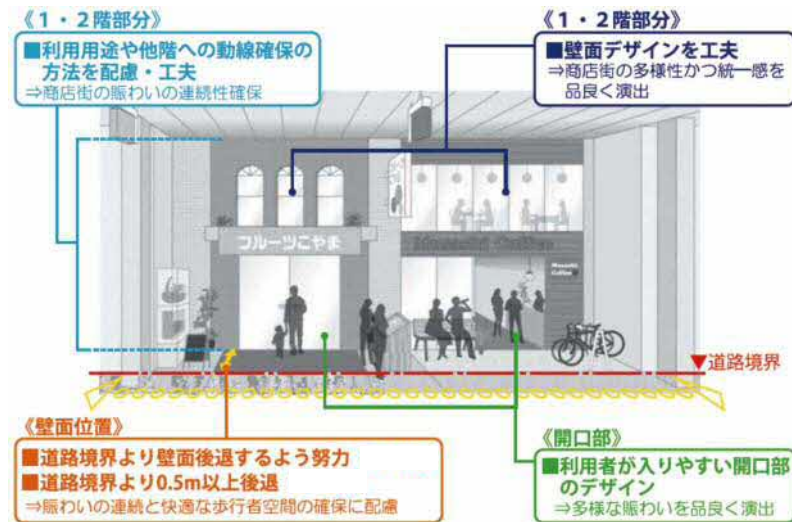 《1・2階部分》
■利用用途や他階への動線確保の
方法を配慮・工夫
⇒商店街の賑わいの連続性確保
《1・2階部分》
■壁面デザインを工夫
⇒商店街の多様性かつ統一感を
品良く演出
フルーツこやま
Musashi Coffee
Musashi
Coffee
▼道路境界
《壁面位置》
■道路境界より壁面後退するよう努力
■道路境界より0.5m以上後退
⇒賑わいの連続と快適な歩行者空間の確保に配慮
《開口部》
■利用者が入りやすい開口部
のデザイン
⇒多様な賑わいを品良く演出